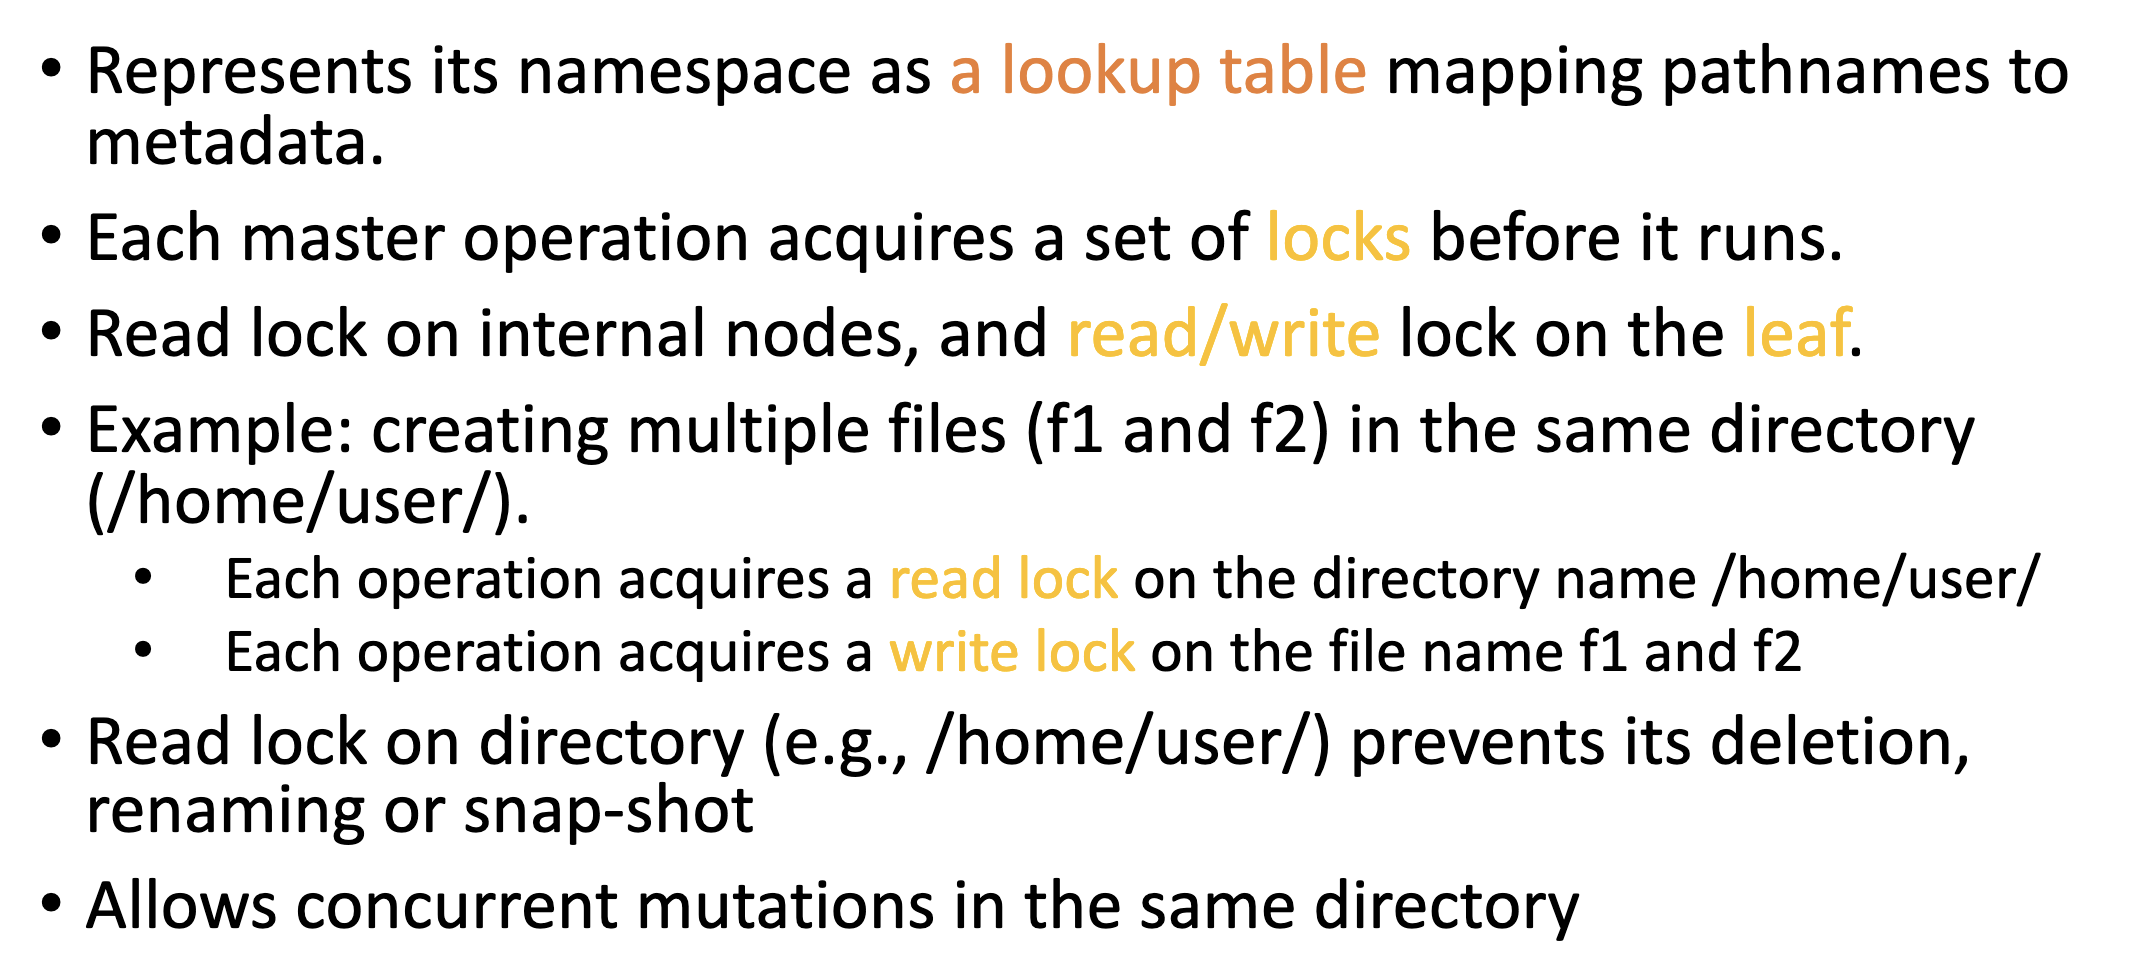 • Represents its namespace as a lookup table mapping pathnames to
metadata.
• Each master operation acquires a set of locks before it runs.
• Read lock on internal nodes, and read/write lock on the leaf.
• Example: creating multiple files (f1 and f2) in the same directory
(/home/user/).
• Each operation acquires a read lock on the directory name /home/user/
• Each operation acquires a write lock on the file name f1 and f2
• Read lock on directory (e.g., /home/user/) prevents its deletion,
renaming or snap-shot
• Allows concurrent mutations in the same directory